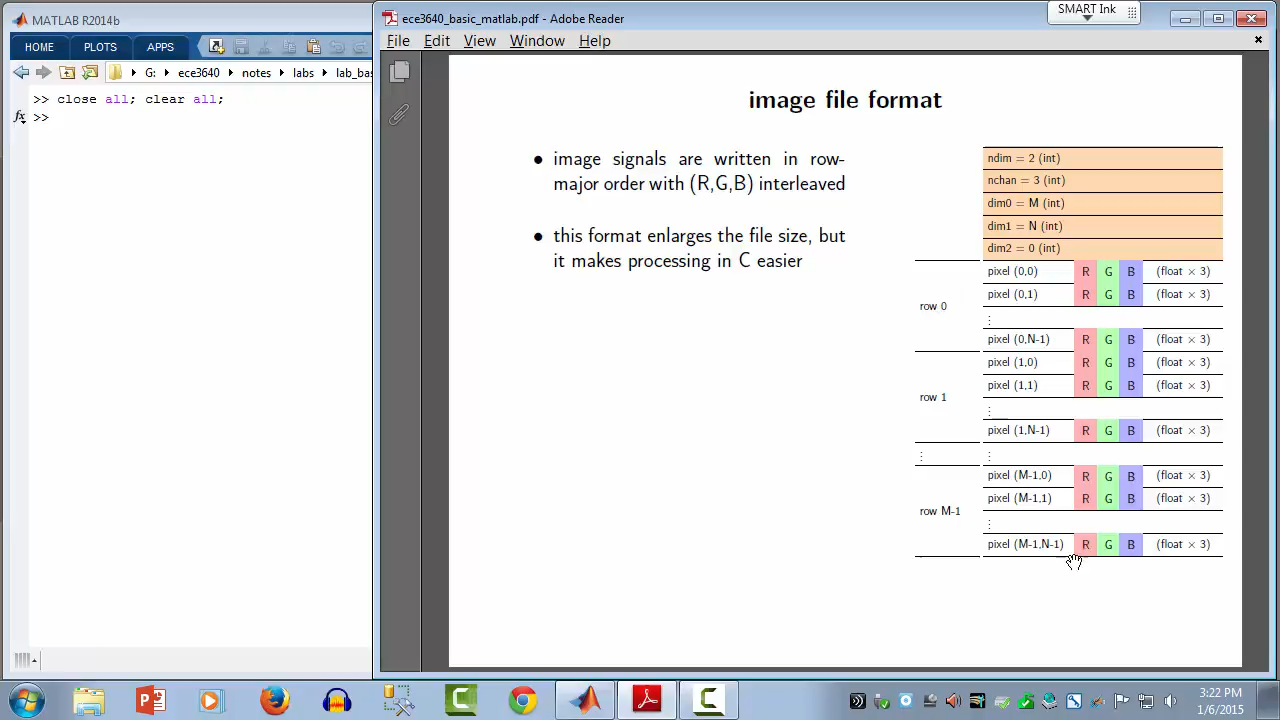 MATLAB R2014b
HOME PLOTS APPS
G: ece3640 notes labs lab_bas
>> close all; clear all;
fx >>
ece3640_basic_matlab.pdf - Adobe Reader
SMART Ink
File Edit View Window Help
image file format
• image signals are written in row-
major order with (R,G,B) interleaved
• this format enlarges the file size, but
it makes processing in C easier
ndim = 2 (int)
nchan = 3 (int)
dim0 = M (int)
dim1 = N (int)
dim2 = 0 (int)
row 0
pixel (0,0) R G B (float × 3)
pixel (0,1) R G B (float × 3)
⋮
pixel (0,N-1) R G B (float × 3)
row 1
pixel (1,0) R G B (float × 3)
pixel (1,1) R G B (float × 3)
⋮
pixel (1,N-1) R G B (float × 3)
⋮ ⋮
row M-1
pixel (M-1,0) R G B (float × 3)
pixel (M-1,1) R G B (float × 3)
⋮
pixel (M-1,N-1) R G B (float × 3)
3:22 PM
1/6/2015